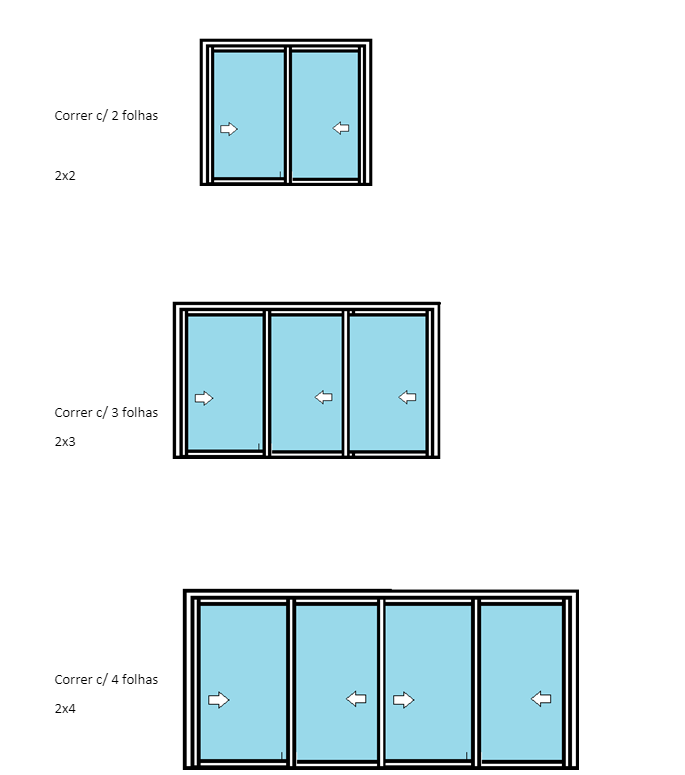 Correr c/ 2 folhas
2x2
Correr c/ 3 folhas
2x3
Correr c/ 4 folhas
2x4